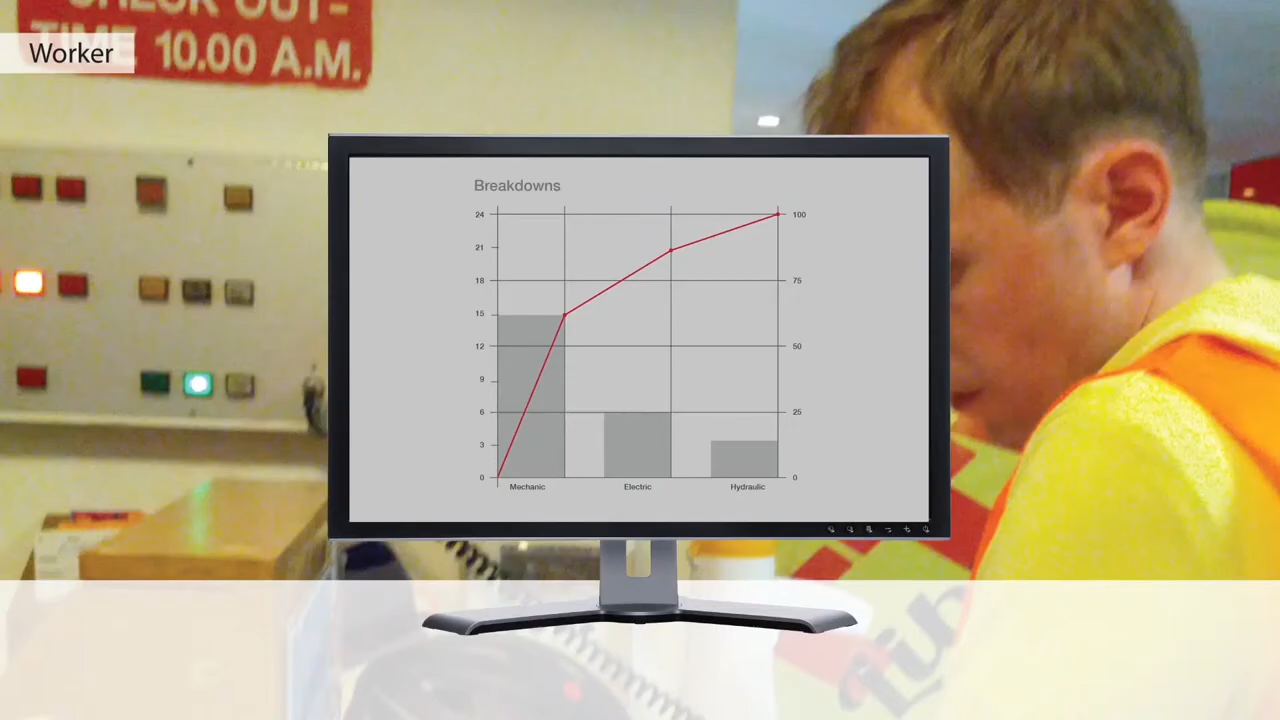 CHECK OUT-
TIME 10.00 A.M.
Worker
Breakdowns
24
21
18
15
12
9
6
3
0
100
75
50
25
0
Mechanic
Electric
Hydraulic